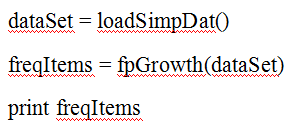 dataSet = loadSimpDat()
freqItems = fpGrowth(dataSet)
print freqItems